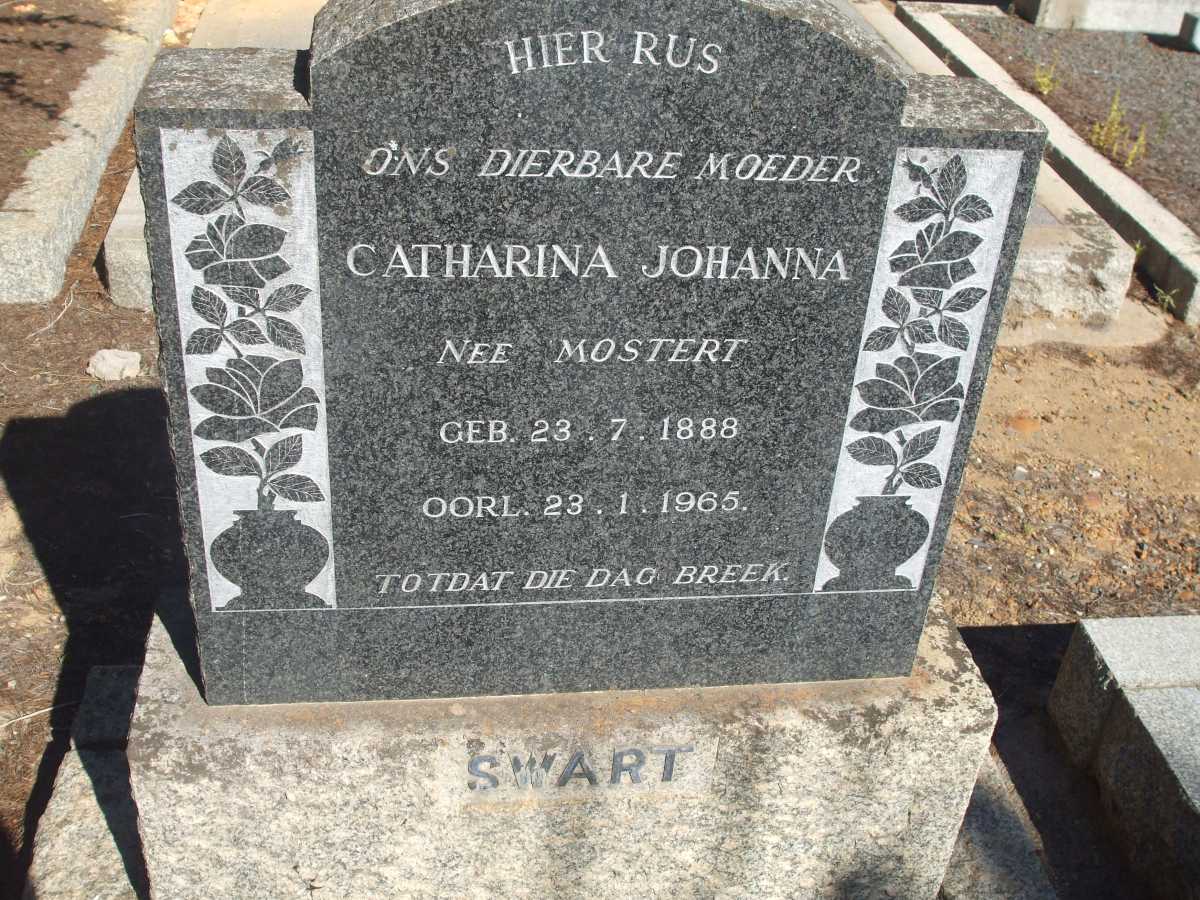 HIER RUS
ONS DIERBARE MOEDER
CATHARINA JOHANNA
NEE MOSTERT
GEB. 23.7.1888
OORL. 23.1.1965.
TOTDAT DIE DAG BREEK.
SWART